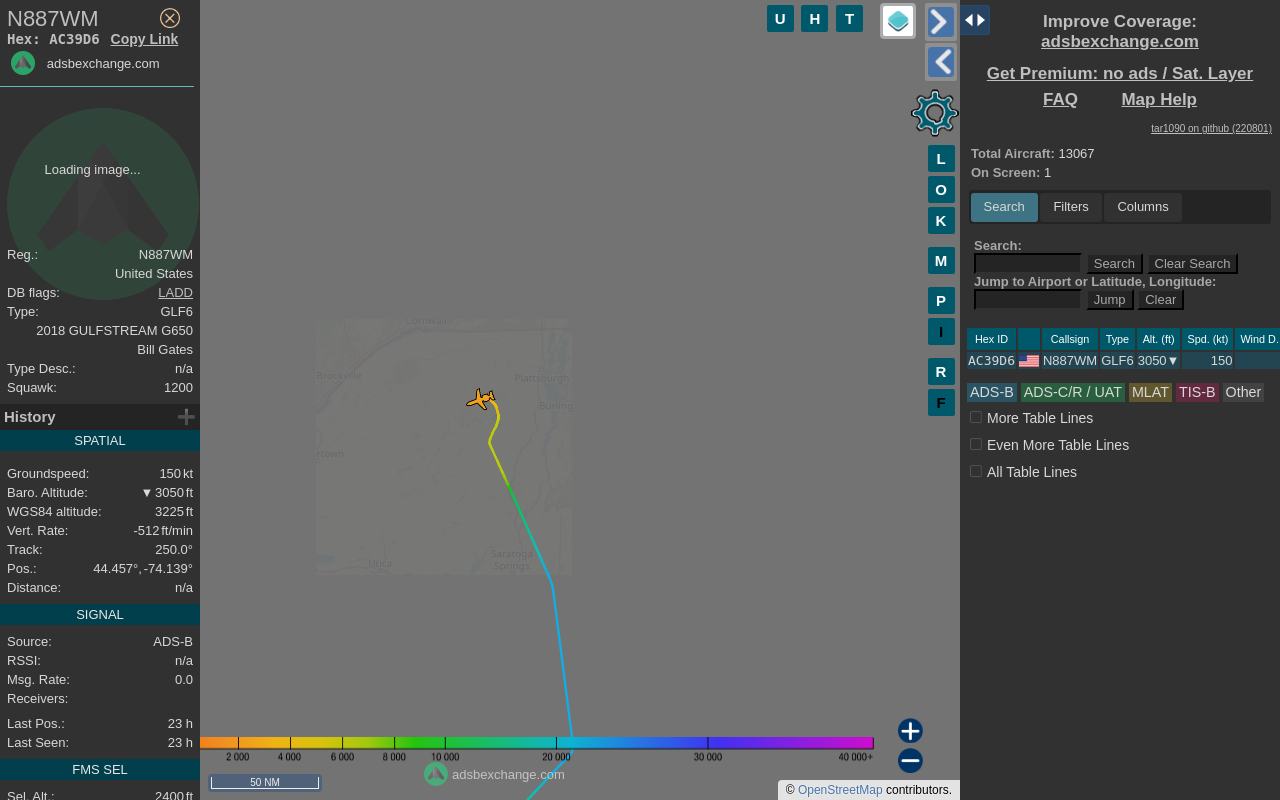 N887WM
Hex: AC39D6 Copy Link
adsbexchange.com
Loading image...
Reg.: N887WM
United States
DB flags: LADD
Type: GLF6
2018 GULFSTREAM G650
Bill Gates
Type Desc.: n/a
Squawk: 1200
History
SPATIAL
Groundspeed: 150 kt
Baro. Altitude: ▼ 3050 ft
WGS84 altitude: 3225 ft
Vert. Rate: -512 ft/min
Track: 250.0°
Pos.: 44.457°, -74.139°
Distance: n/a
SIGNAL
Source: ADS-B
RSSI: n/a
Msg. Rate: 0.0
Receivers:
Last Pos.: 23 h
Last Seen: 23 h
FMS SEL
Sel. Alt.: 2400 ft
U H T
L
O
K
M
P
I
R
F
Cornwall
Brockville
Plattsburgh
Burling
rtown
Saratoga
Springs
Utica
2 000 4 000 6 000 8 000 10 000 20 000 30 000 40 000+
adsbexchange.com
50 NM
© OpenStreetMap contributors.
Improve Coverage:
adsbexchange.com
Get Premium: no ads / Sat. Layer
FAQ Map Help
tar1090 on github (220801)
Total Aircraft: 13067
On Screen: 1
Search Filters Columns
Search:
Search Clear Search
Jump to Airport or Latitude, Longitude:
Jump Clear
Hex ID Callsign Type Alt. (ft) Spd. (kt) Wind D.
AC39D6 N887WM GLF6 3050▼ 150
ADS-B ADS-C/R / UAT MLAT TIS-B Other
More Table Lines
Even More Table Lines
All Table Lines